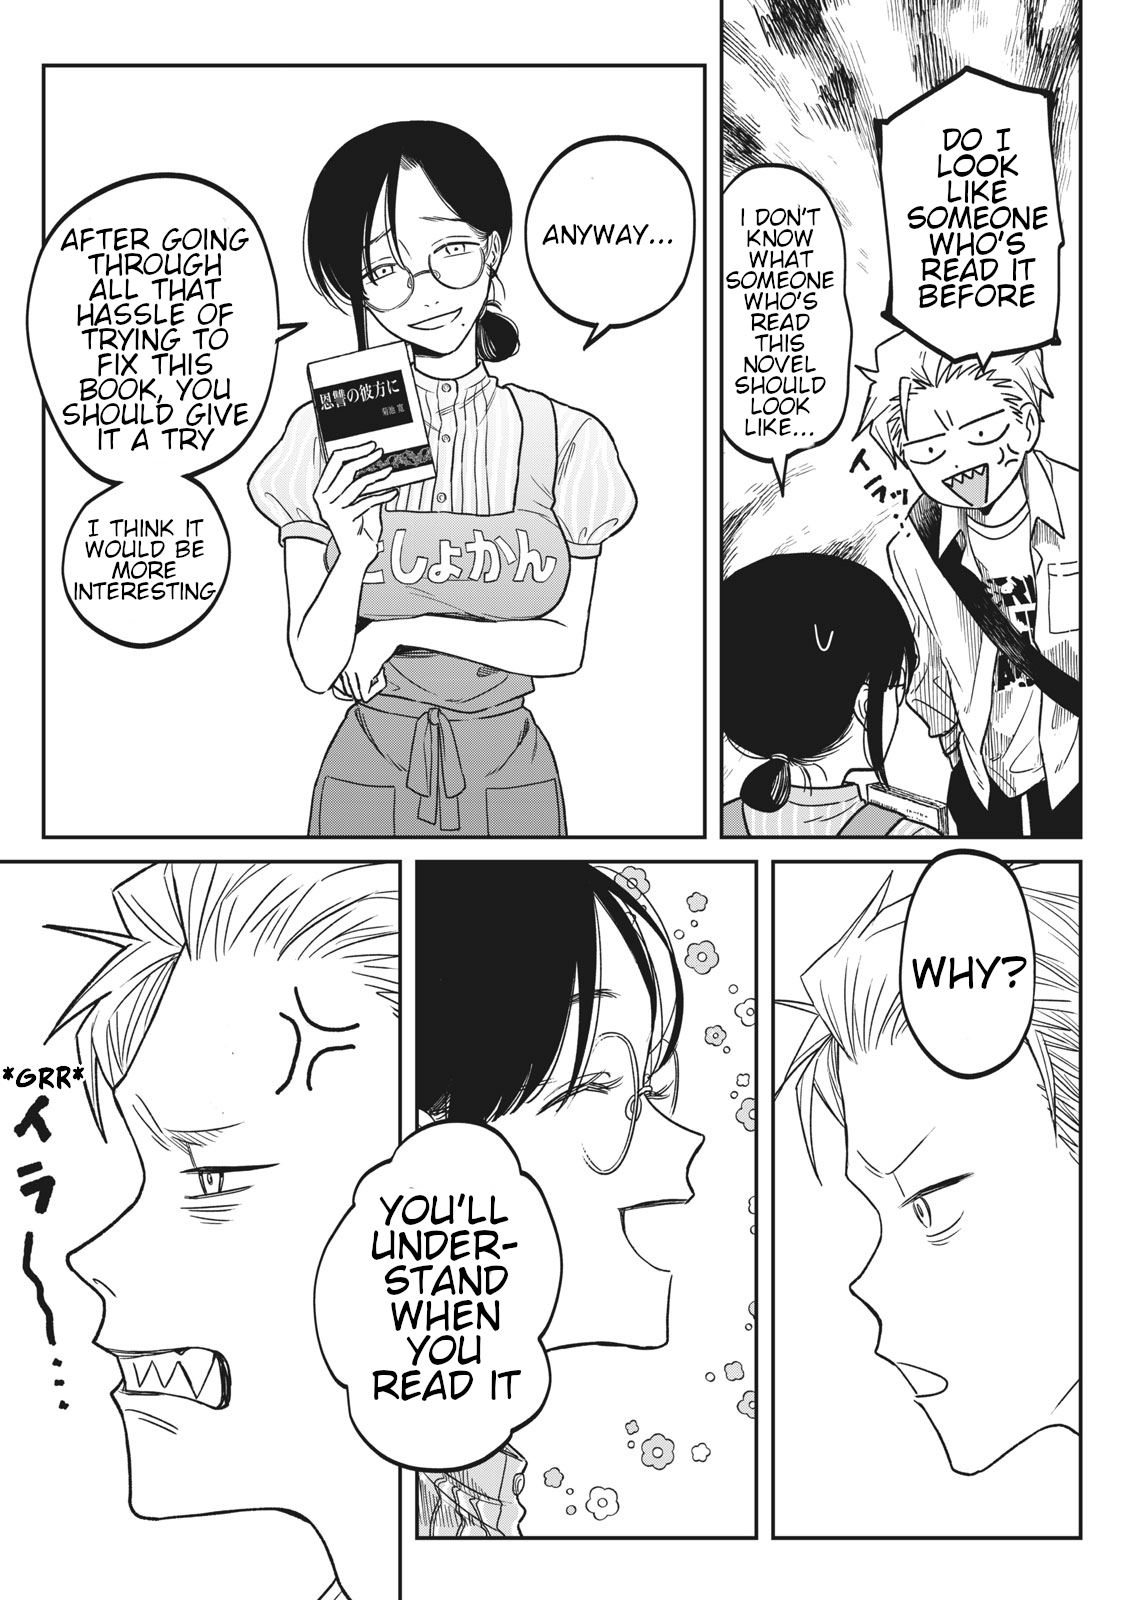 DO I
LOOK
LIKE
SOMEONE
WHO'S
READ IT
BEFORE
I DON'T
KNOW
WHAT
SOMEONE
WHO'S
READ
THIS
NOVEL
SHOULD
LOOK
LIKE...
イラッ...
ANYWAY...
AFTER GOING
THROUGH
ALL THAT
HASSLE OF
TRYING TO
FIX THIS
BOOK, YOU
SHOULD GIVE
IT A TRY
I THINK IT
WOULD BE
MORE
INTERESTING
恩讐の彼方に
菊池 寛
としょかん
WHY?
YOU'LL
UNDER-
STAND
WHEN
YOU
READ IT
*GRR*
イラ〜...